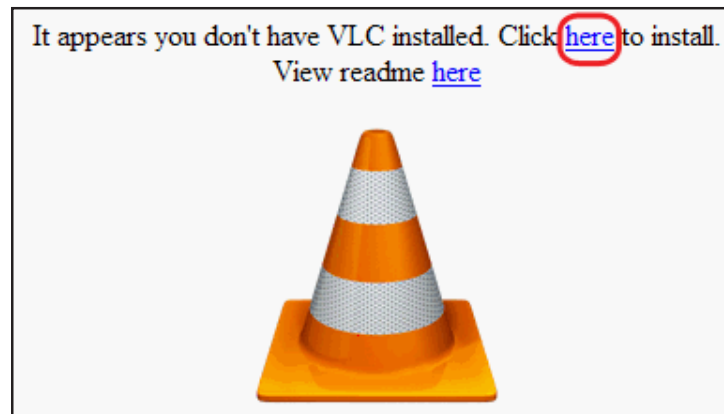 It appears you don't have VLC installed. Click here to install.
View readme here